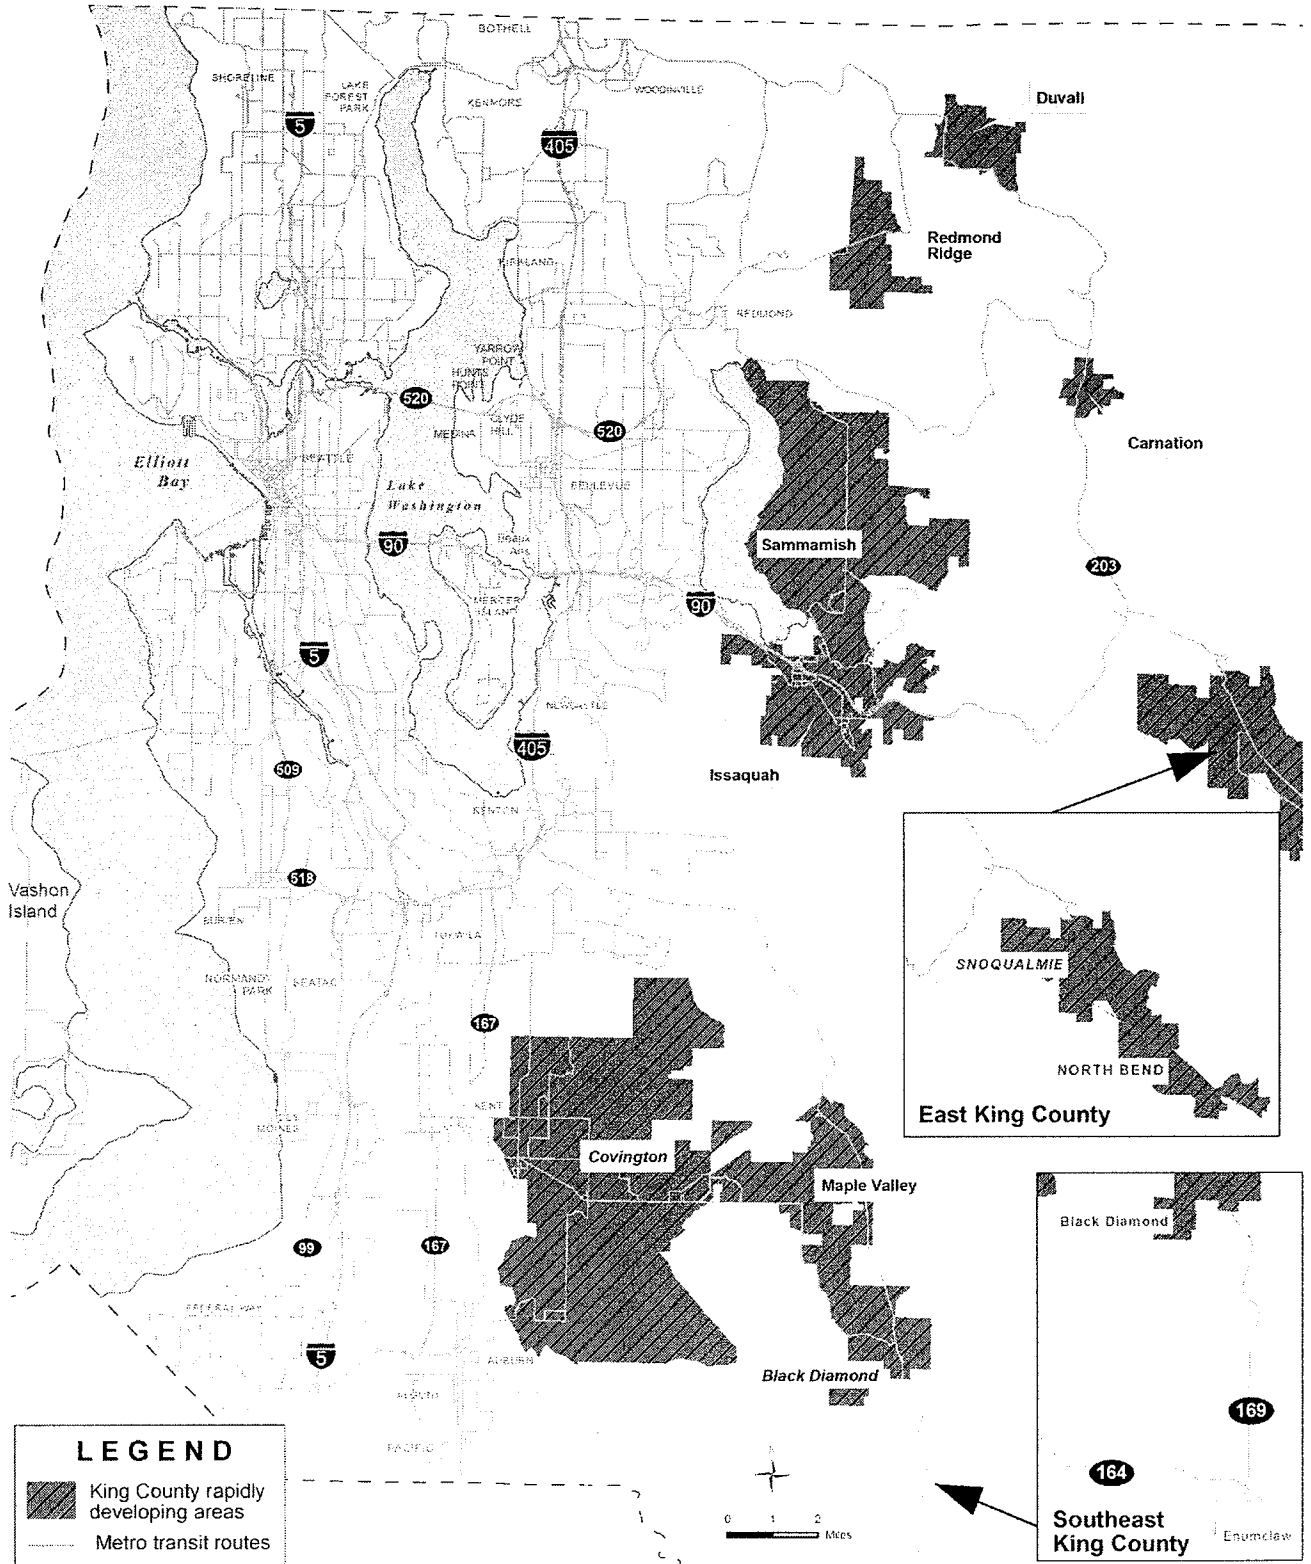 BOTHELL
SHORELINE
LAKE
FOREST
PARK
KENMORE
WOODINVILLE
Duvall
5
405
Redmond
Ridge
KIRKLAND
REDMOND
YARROW
POINT
HUNTS
POINT
520
CLYDE
HILL
MEDINA
520
Carnation
Elliott
Bay
SEATTLE
Lake
Washington
BELLEVUE
Sammamish
90
Beaux
Arts
203
MERCER
ISLAND
90
5
NEWCASTLE
405
509
Issaquah
RENTON
518
Vashon
Island
BURIEN
TUKWILA
NORMANDY
PARK
SEATAC
SNOQUALMIE
167
NORTH BEND
KENT
East King County
DES
MOINES
Covington
Maple Valley
Black Diamond
99
167
FEDERAL WAY
5
AUBURN
Black Diamond
ALGONA
169
PACIFIC
LEGEND
King County rapidly
developing areas
Metro transit routes
164
0 1 2
Miles
Southeast
King County
Enumclaw